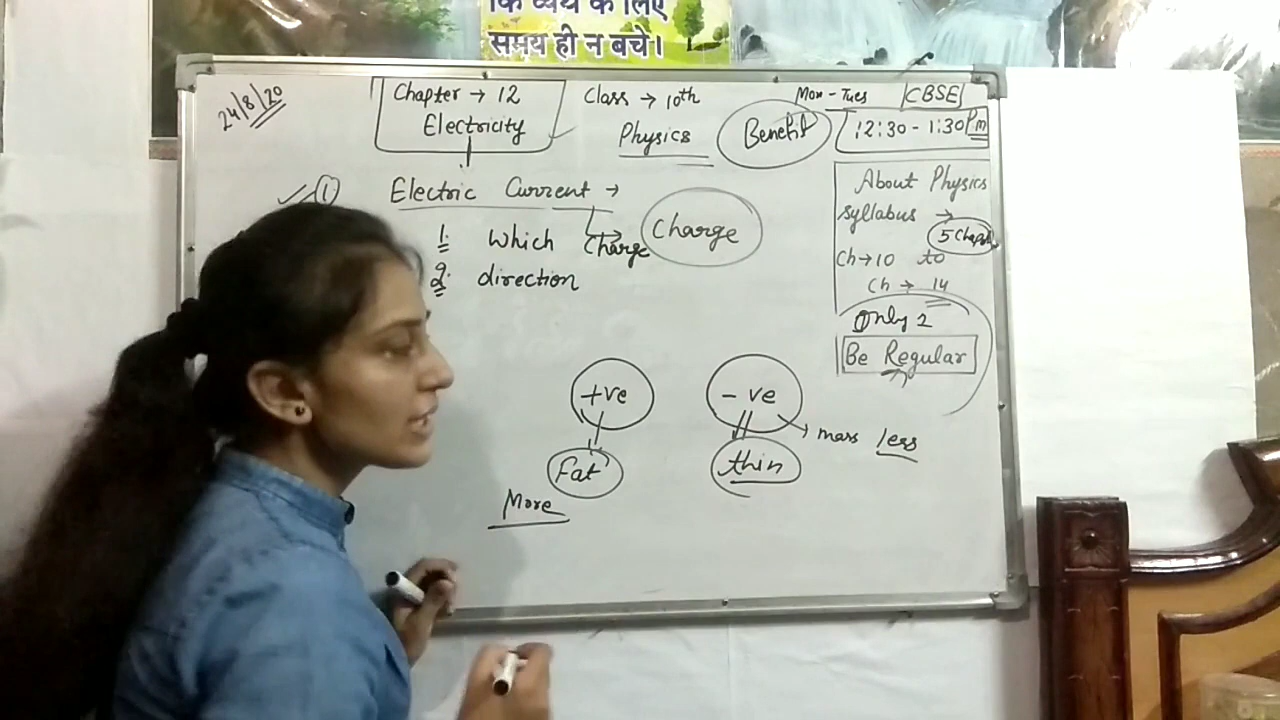 कि व्यर्थ के लिए
समय ही न बचे।
24/8/20
Chapter → 12
Electricity
Class → 10th
Physics
Benefit
Mon - Tues
CBSE
12:30 - 1:30 Pm
① Electric Current →
1. Which Charge
Charge
2. direction
About Physics
Syllabus →
5 Chapt.
Ch → 10 to
Ch → 14
Only 2
Be Regular
+ve
Fat
More
- ve
thin
→ mass less